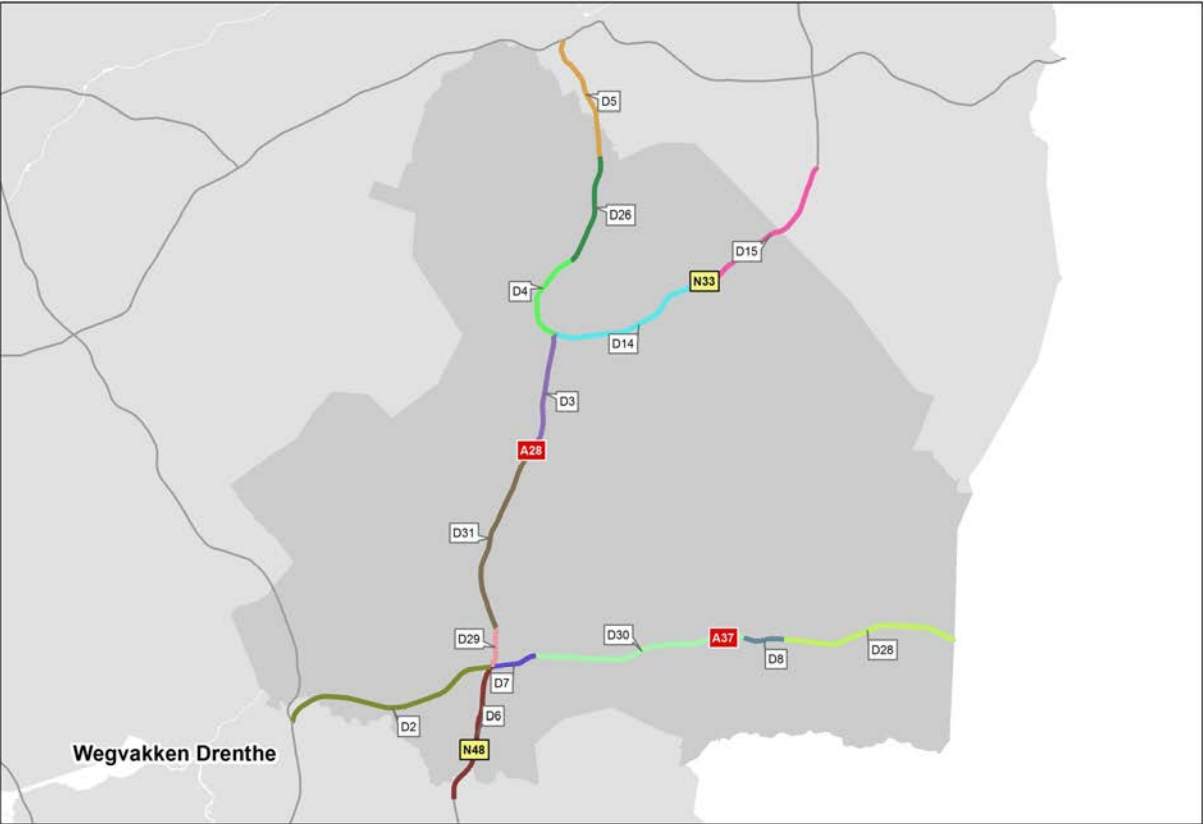 D5
D26
D15
N33
D4
D14
D3
A28
D31
D29
D30
A37
D8
D28
D7
D2
D6
N48
Wegvakken Drenthe